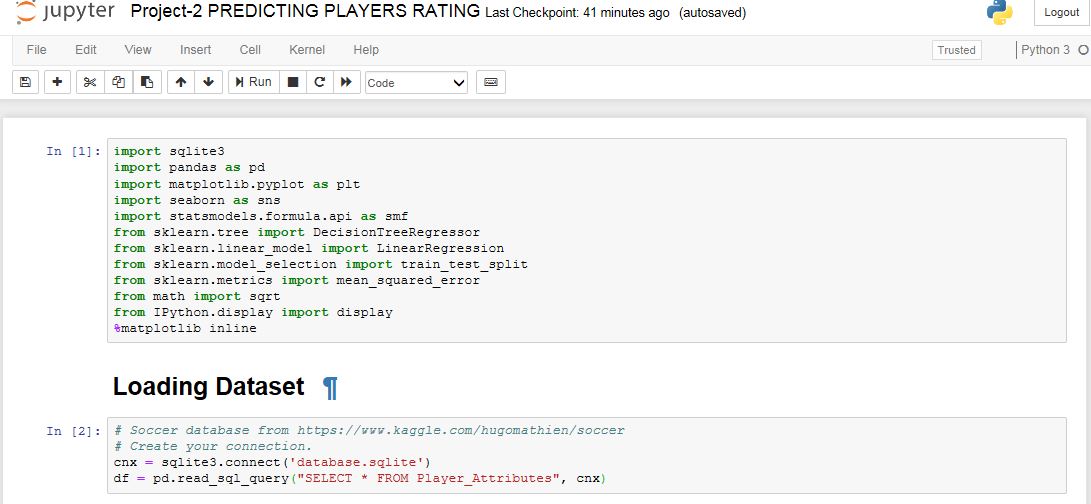 jupyter Project-2 PREDICTING PLAYERS RATING Last Checkpoint: 41 minutes ago (autosaved) Logout
File Edit View Insert Cell Kernel Help Trusted Python 3
Run Code
In [1]: import sqlite3
import pandas as pd
import matplotlib.pyplot as plt
import seaborn as sns
import statsmodels.formula.api as smf
from sklearn.tree import DecisionTreeRegressor
from sklearn.linear_model import LinearRegression
from sklearn.model_selection import train_test_split
from sklearn.metrics import mean_squared_error
from math import sqrt
from IPython.display import display
%matplotlib inline
Loading Dataset ¶
In [2]: # Soccer database from https://www.kaggle.com/hugomathien/soccer
# Create your connection.
cnx = sqlite3.connect('database.sqlite')
df = pd.read_sql_query("SELECT * FROM Player_Attributes", cnx)